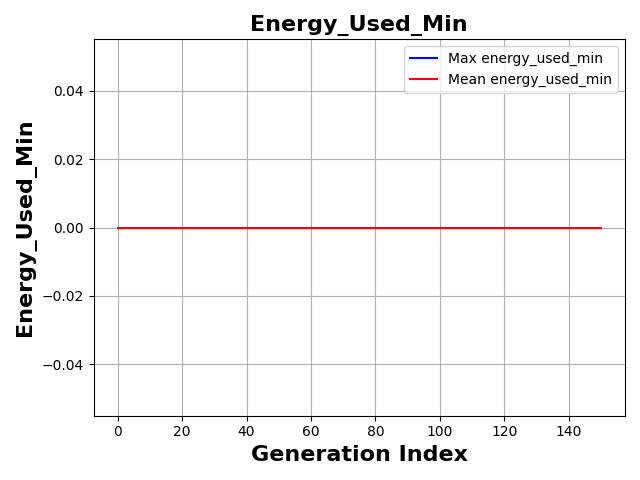 Energy_Used_Min
Max energy_used_min
Mean energy_used_min
Energy_Used_Min
0.04
0.02
0.00
−0.02
−0.04
0 20 40 60 80 100 120 140
Generation Index